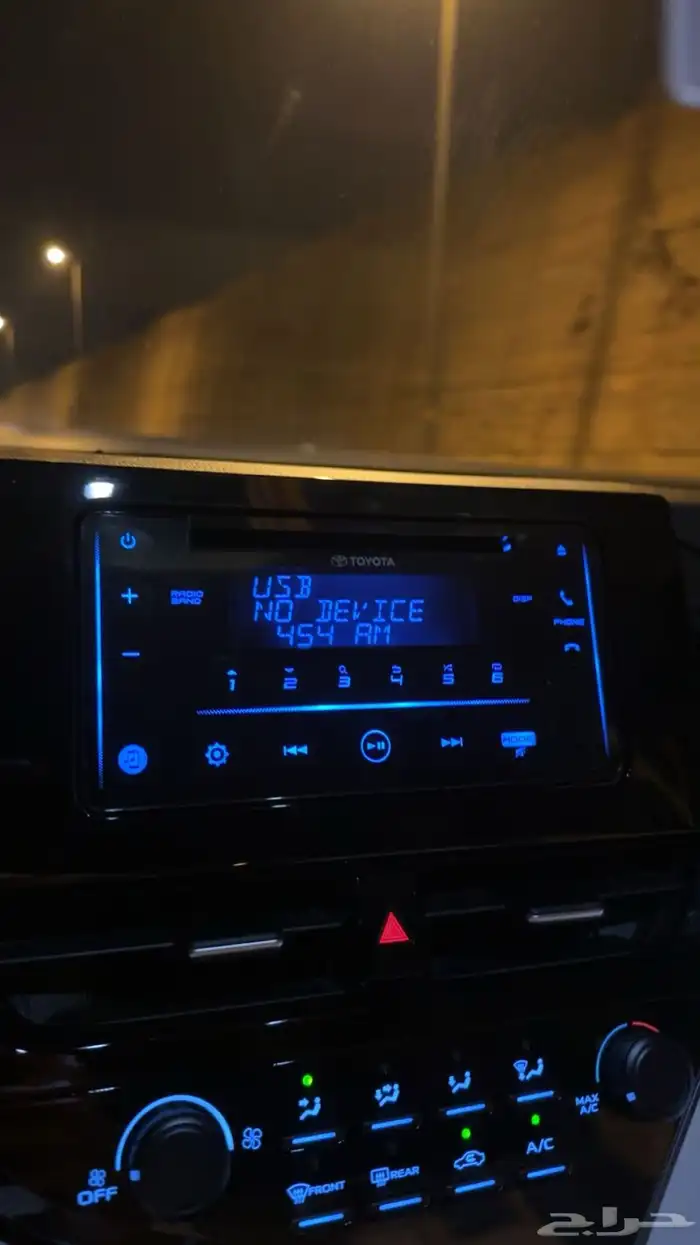 TOYOTA
RADIO BAND
USB
NO DEVICE
454 AM
DISP
PHONE
1 2 3 4 5 6
MODE
MAX A/C
OFF
FRONT
REAR
A/C
حراج